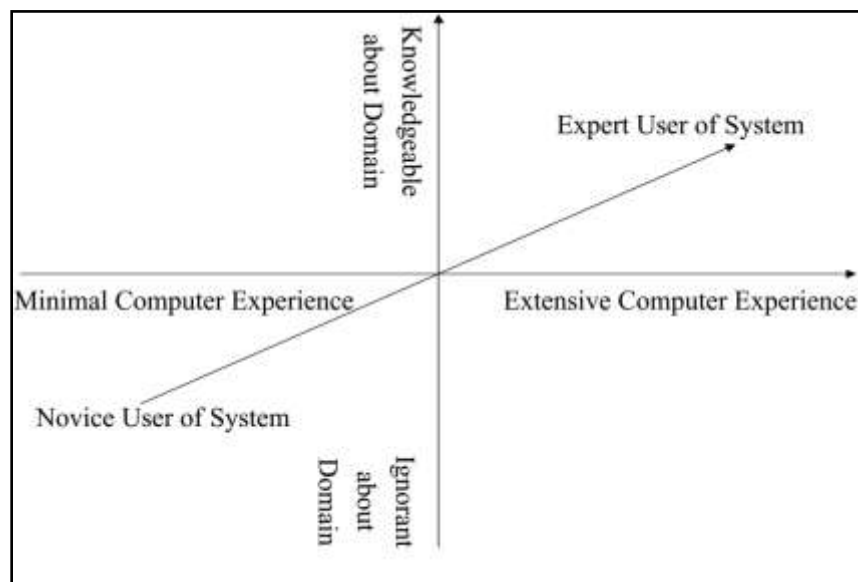 Knowledgeable
about Domain
Expert User of System
Minimal Computer Experience
Extensive Computer Experience
Novice User of System
Ignorant
about
Domain